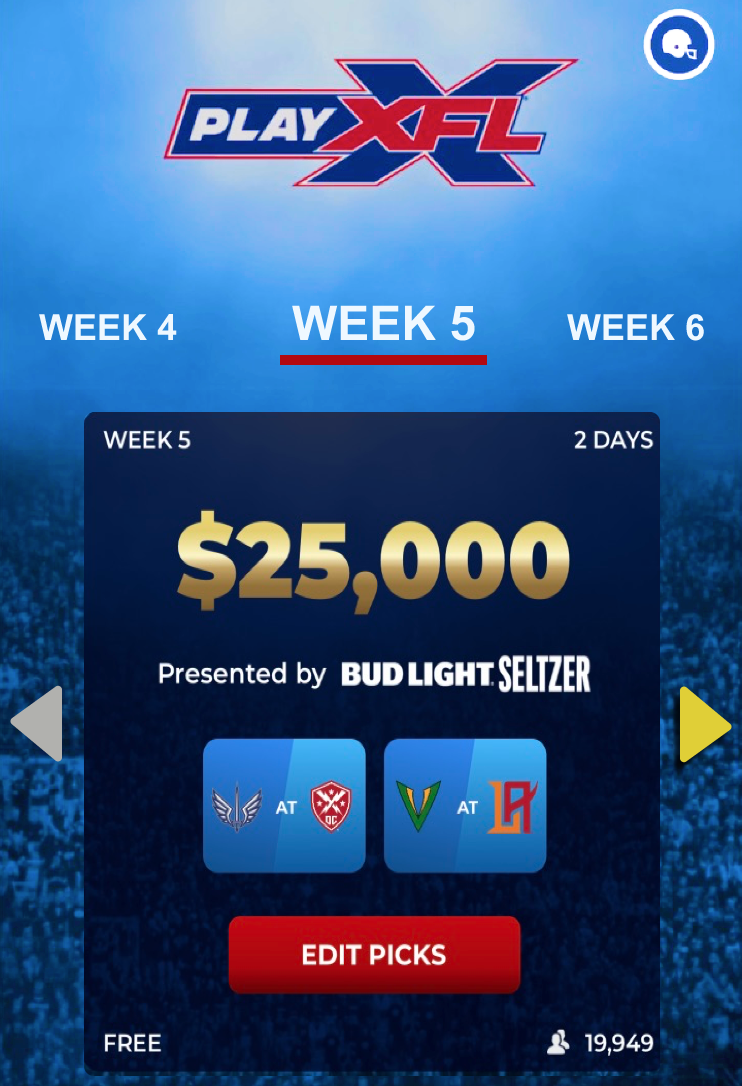 PLAY XFL
WEEK 4 WEEK 5 WEEK 6
WEEK 5 2 DAYS
$25,000
Presented by BUD LIGHT SELTZER
AT DC AT LA
EDIT PICKS
FREE 19,949